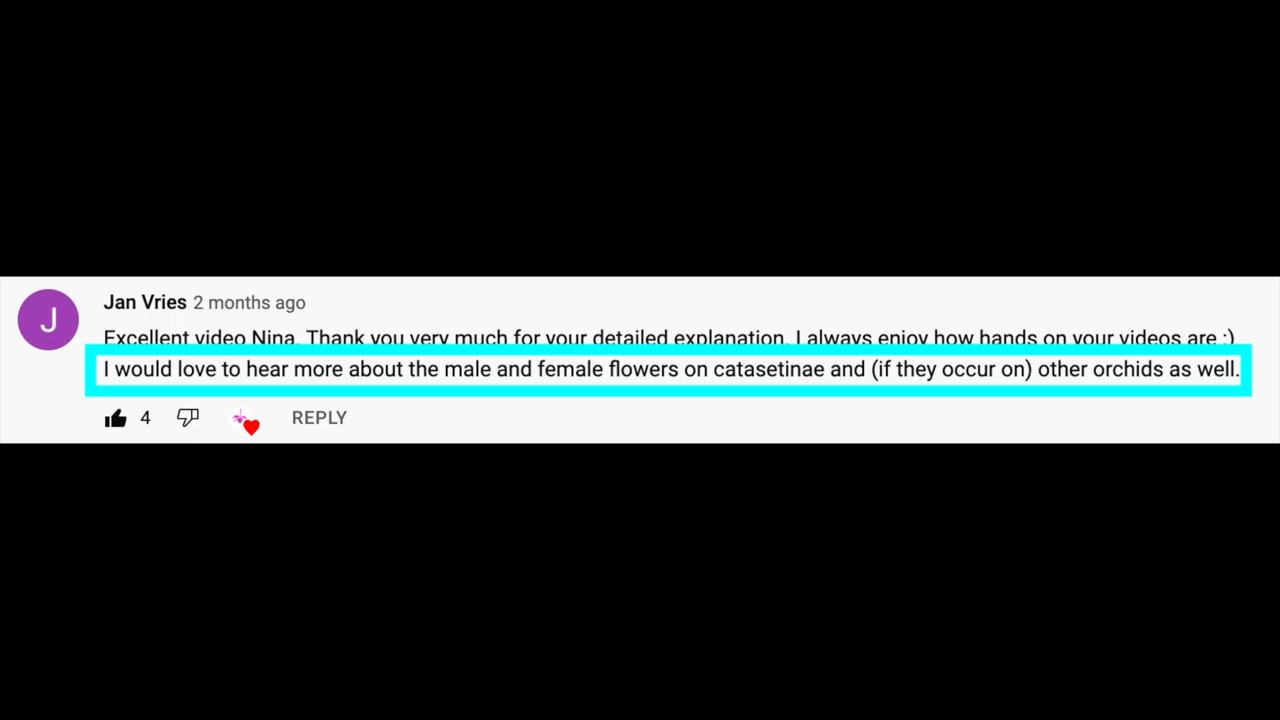 J
Jan Vries 2 months ago
Excellent video Nina. Thank you very much for your detailed explanation. I always enjoy how hands on your videos are :)
I would love to hear more about the male and female flowers on catasetinae and (if they occur on) other orchids as well.
4 REPLY